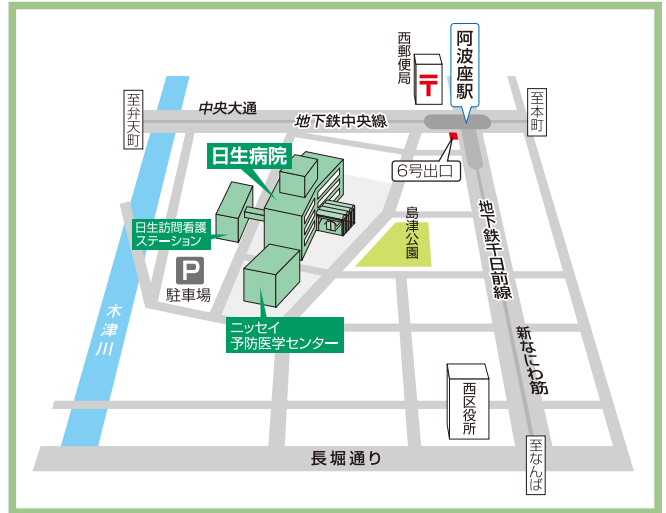 西郵便局
〒
阿波座駅
至弁天町
中央大通
地下鉄中央線
至本町
日生病院
6号出口
日生訪問看護
ステーション
島津公園
地下鉄千日前線
P
駐車場
木津川
ニッセイ
予防医学センター
新なにわ筋
西区役所
長堀通り
至なんば